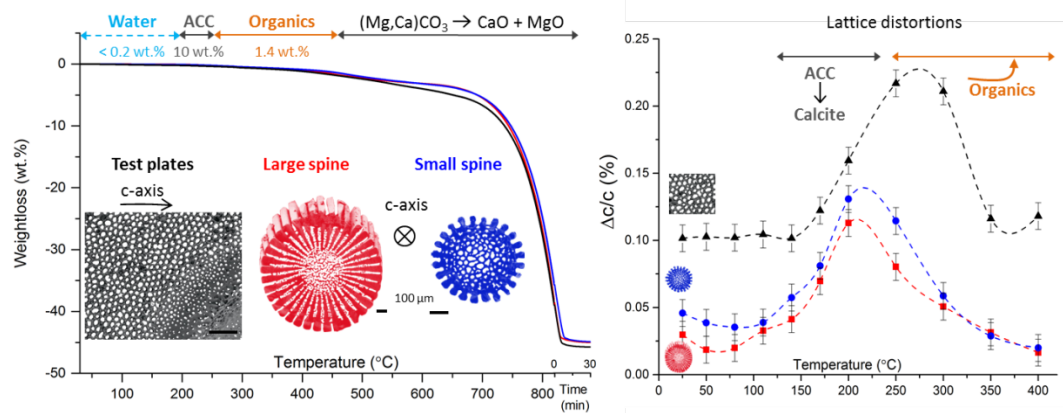 Water
ACC
Organics
(Mg,Ca)CO₃ → CaO + MgO
< 0.2 wt.%
10 wt.%
1.4 wt.%
0
-10
-20
-30
-40
-50
Weightloss (wt.%)
Test plates
c-axis
Large spine
c-axis
Small spine
100 µm
Temperature (°C)
0
30
100
200
300
400
500
600
700
800
Time
(min)
Lattice distortions
ACC
Calcite
Organics
0.25
0.20
0.15
0.10
0.05
0.00
Δc/c (%)
Temperature (°C)
0
50
100
150
200
250
300
350
400